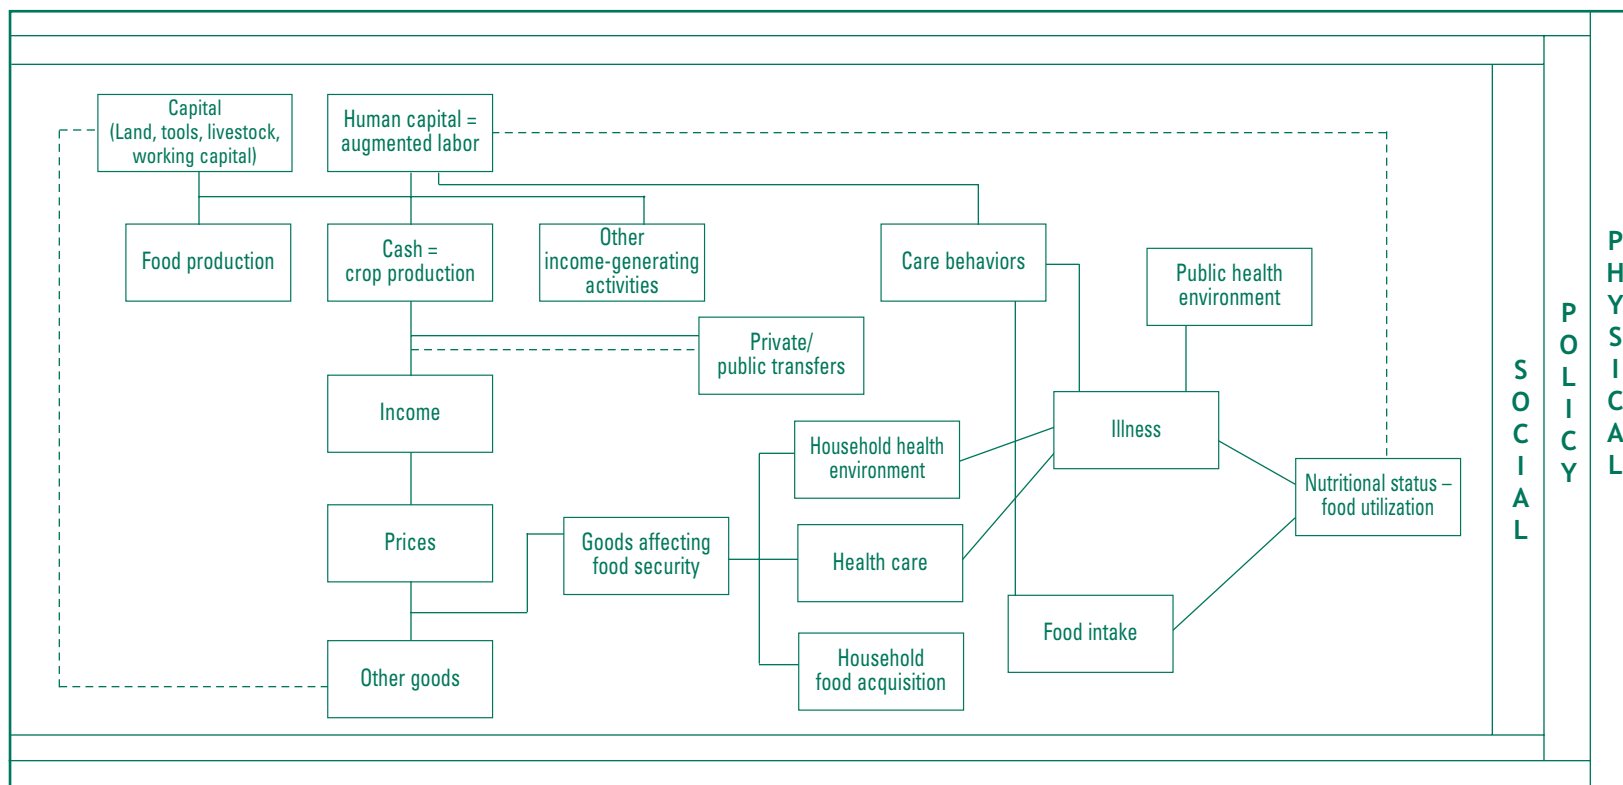 Capital
(Land, tools, livestock,
working capital)
Human capital =
augmented labor
Food production
Cash =
crop production
Other
income-generating
activities
Care behaviors
Public health
environment
Private/
public transfers
Income
Household health
environment
Illness
Nutritional status –
food utilization
Prices
Goods affecting
food security
Health care
Food intake
Other goods
Household
food acquisition
SOCIAL
POLICY
PHYSICAL